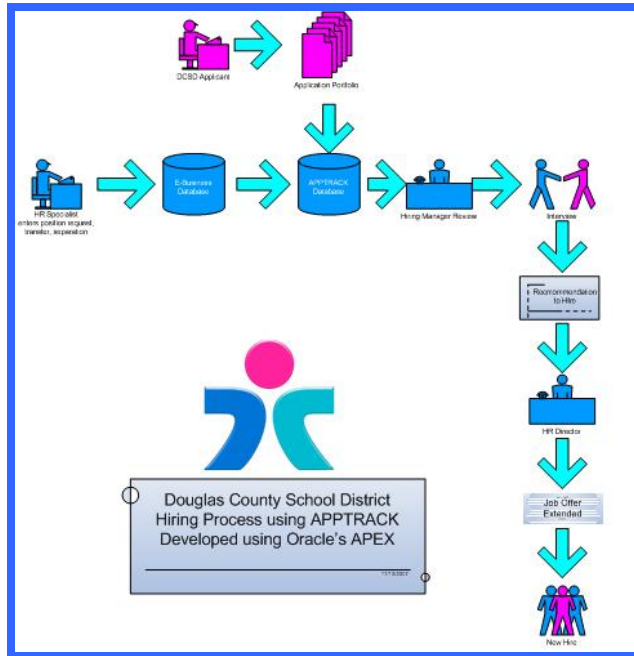 DCSD Applicant
Application Portfolio
E-Business
Database
APPTRACK
Database
HR Specialist
enters position required,
transfer, separation
Hiring Manager Review
Interview
Recommendation
to Hire
HR Director
Job Offer
Extended
New Hire
Douglas County School District
Hiring Process using APPTRACK
Developed using Oracle's APEX